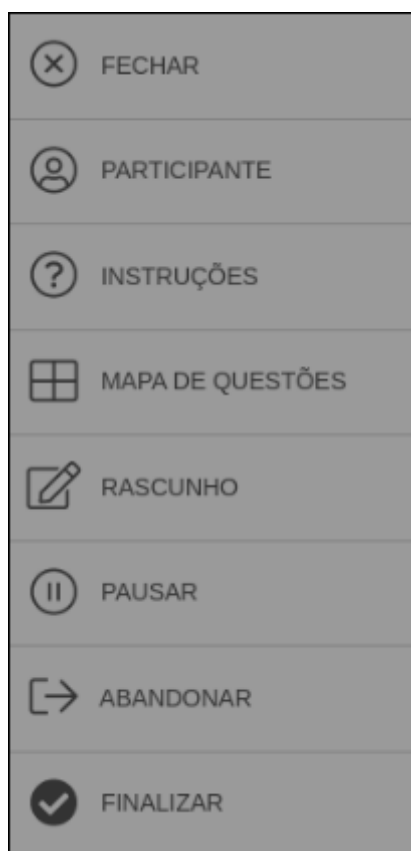 FECHAR
PARTICIPANTE
INSTRUÇÕES
MAPA DE QUESTÕES
RASCUNHO
PAUSAR
ABANDONAR
FINALIZAR